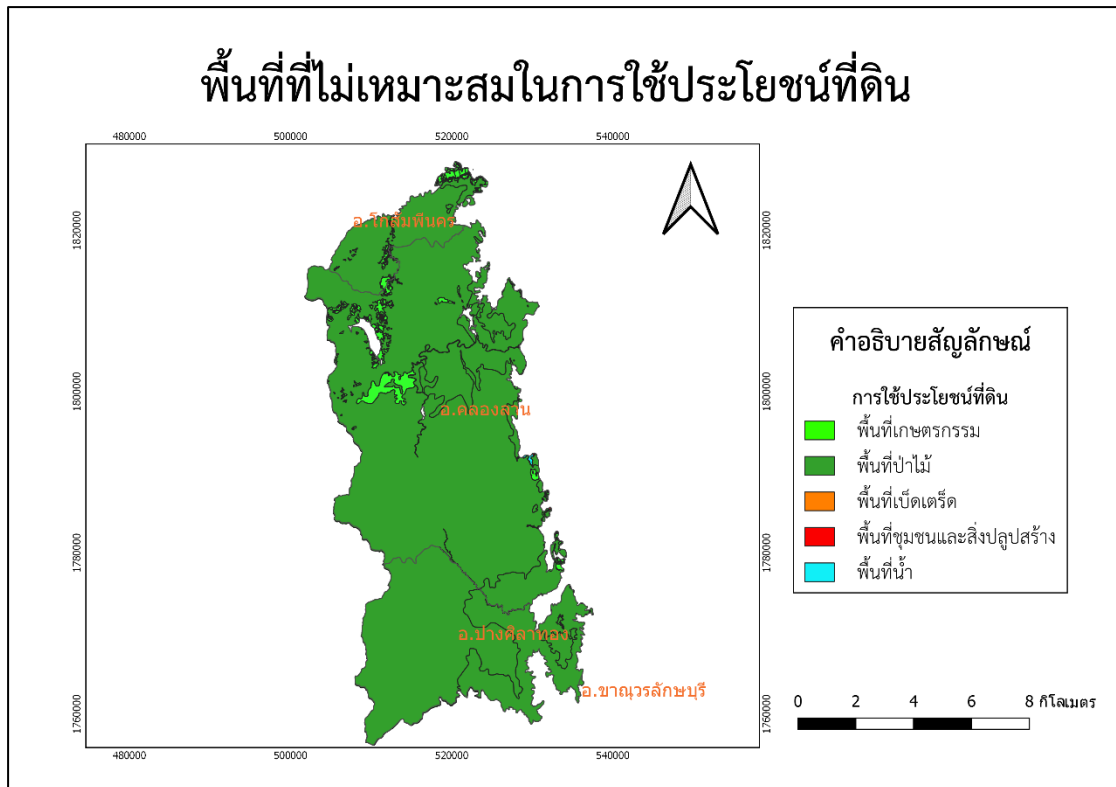 พื้นที่ที่ไม่เหมาะสมในการใช้ประโยชน์ที่ดิน
480000 500000 520000 540000
1820000 1820000
อ.โกสัมพีนคร
1800000 1800000
อ.คลองลาน
1780000 1780000
อ.ปางศิลาทอง
อ.ขาณุวรลักษบุรี
1760000 1760000
480000 500000 520000 540000
คำอธิบายสัญลักษณ์
การใช้ประโยชน์ที่ดิน
พื้นที่เกษตรกรรม
พื้นที่ป่าไม้
พื้นที่เบ็ดเตร็ด
พื้นที่ชุมชนและสิ่งปลูปสร้าง
พื้นที่น้ำ
0 2 4 6 8 กิโลเมตร